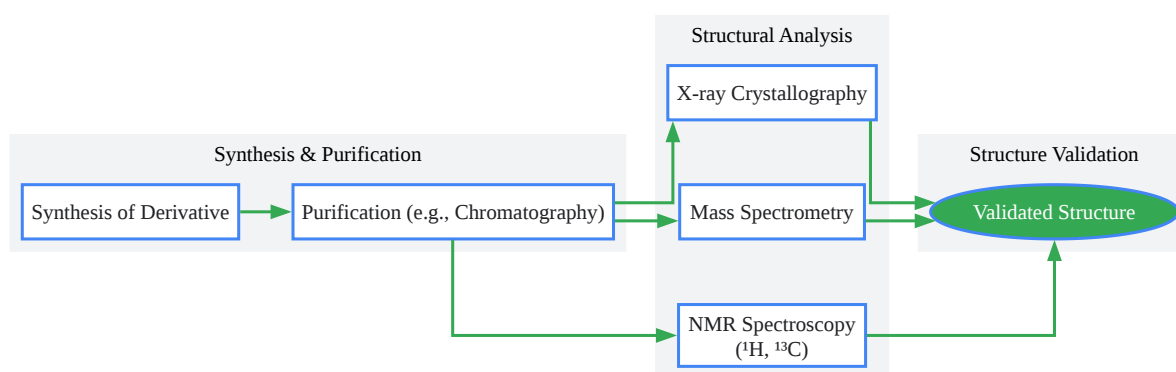 Structural Analysis
X-ray Crystallography
Synthesis & Purification
Structure Validation
Synthesis of Derivative
Purification (e.g., Chromatography)
Mass Spectrometry
Validated Structure
NMR Spectroscopy
(¹H, ¹³C)